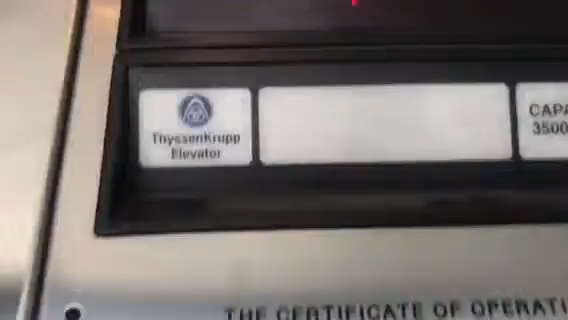 ThyssenKrupp
Elevator
CAPA
3500
THE CERTIFICATE OF OPERATI